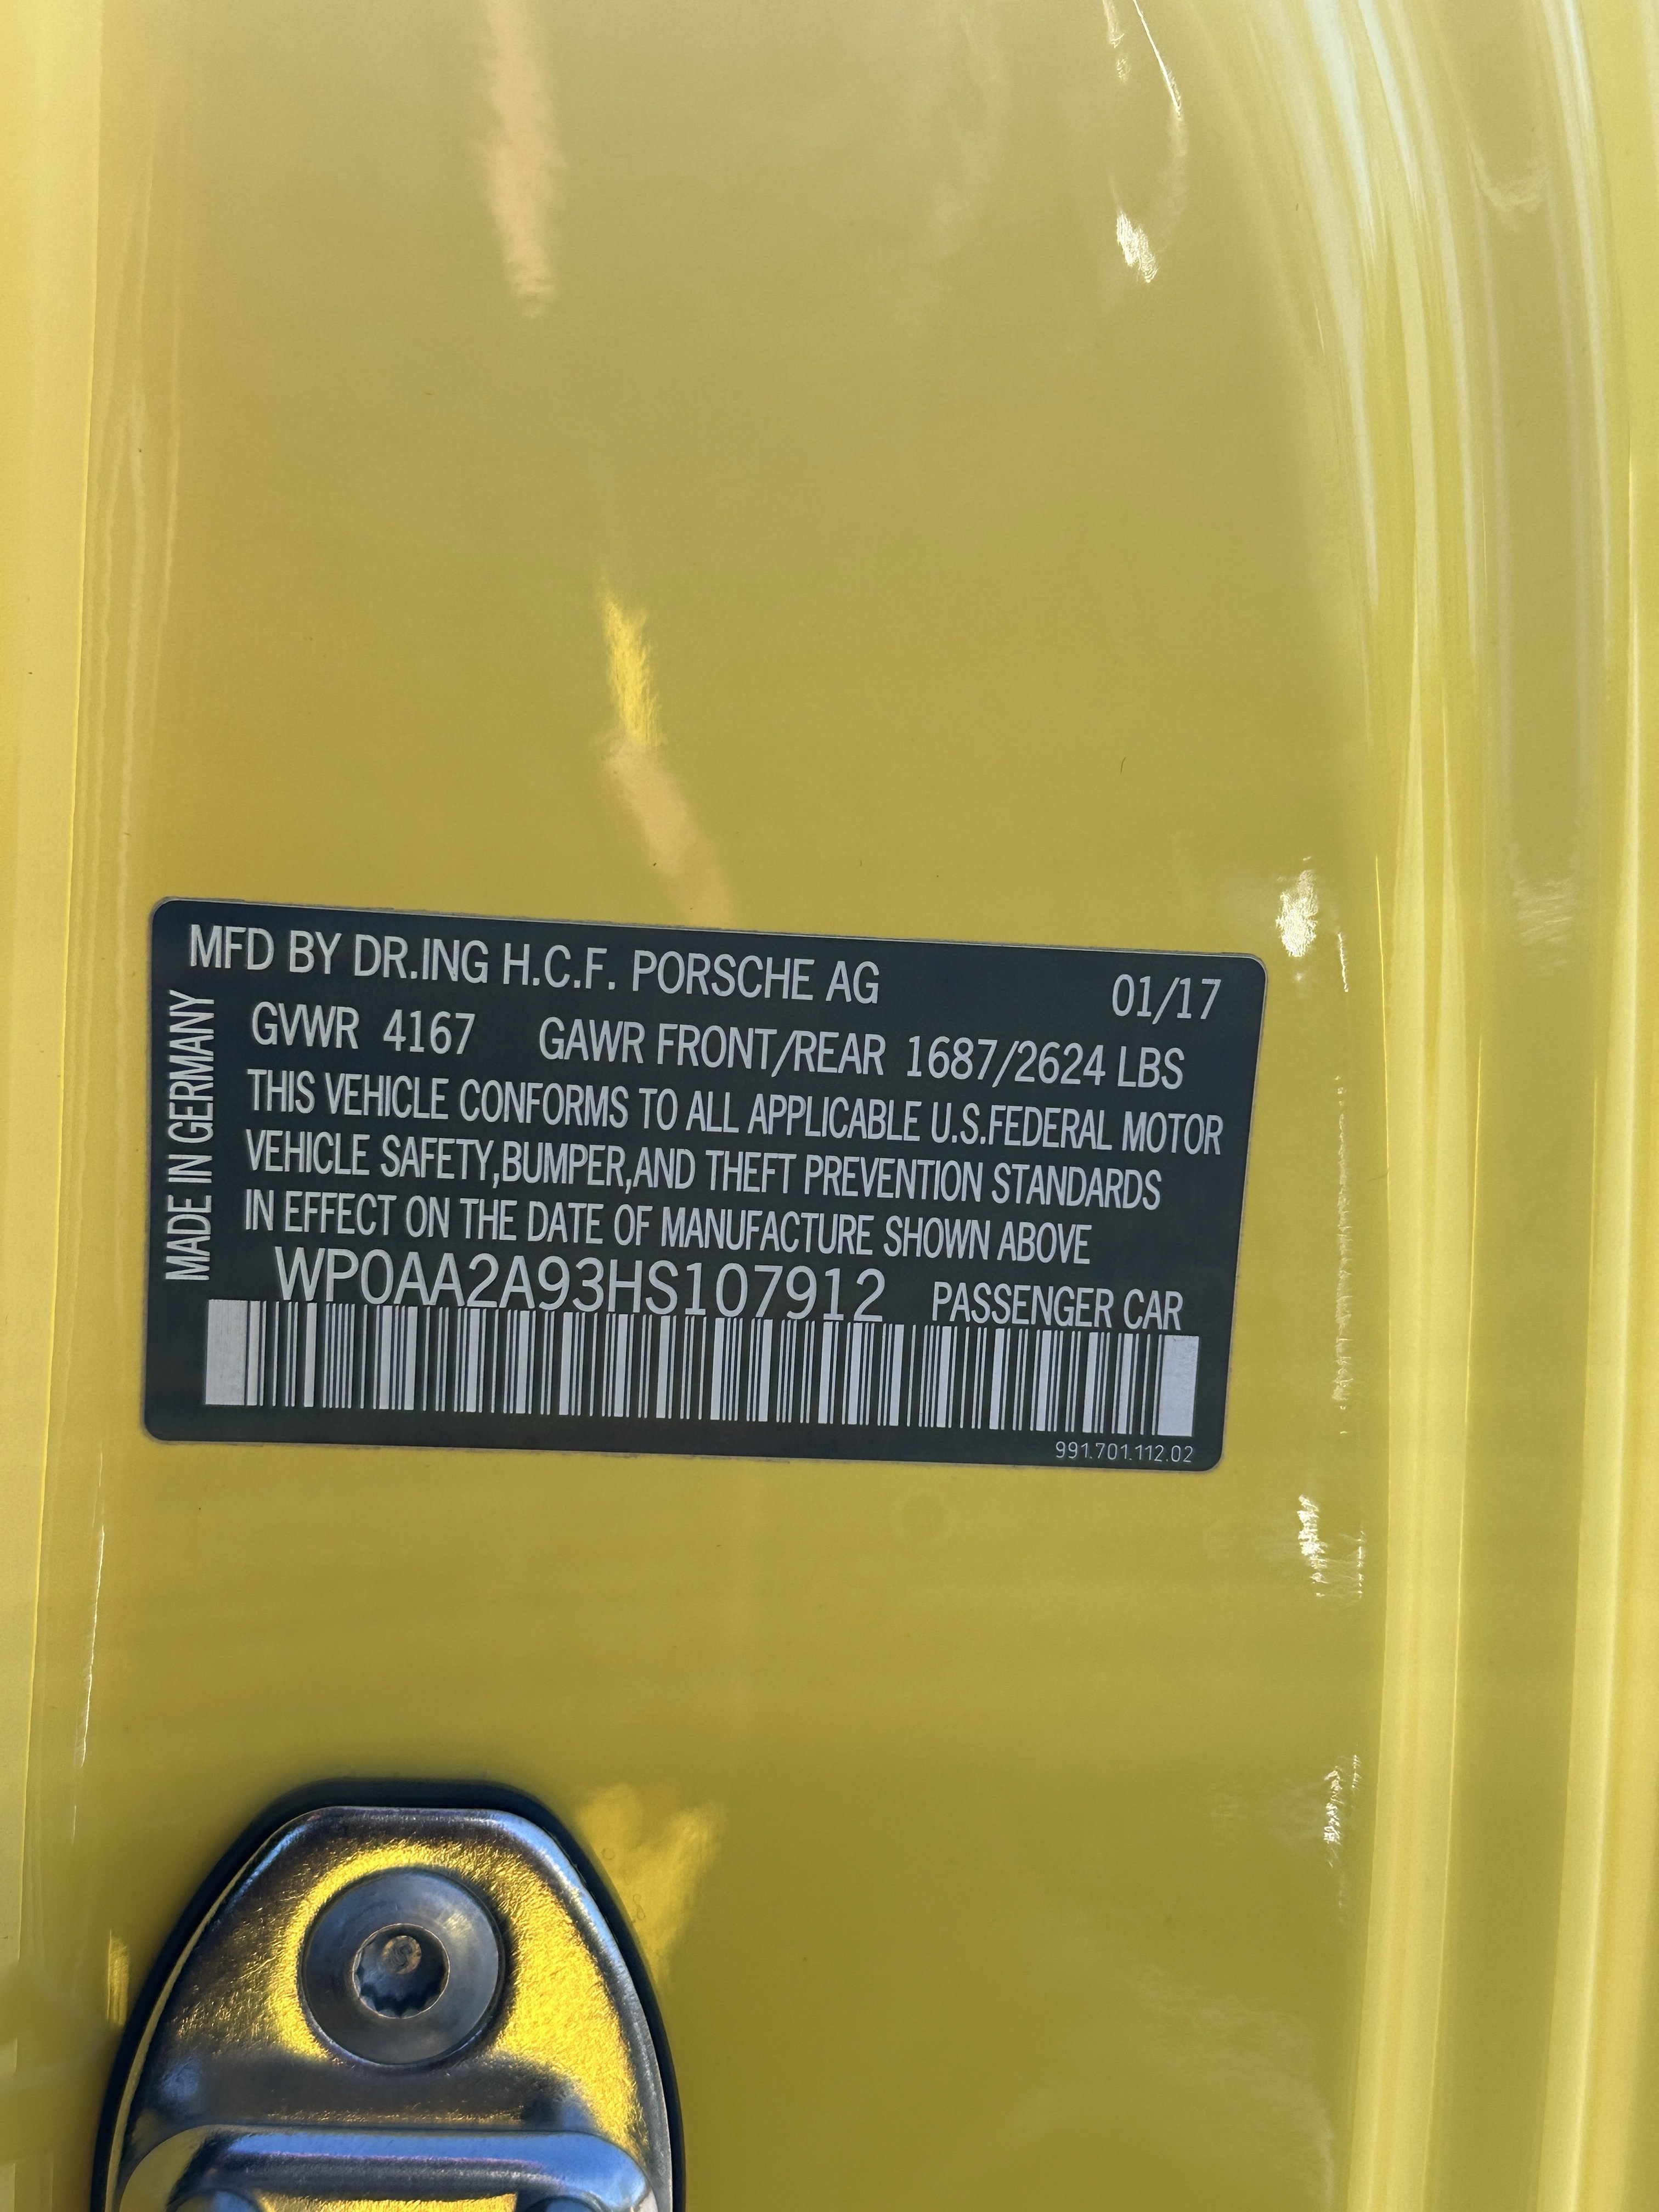 MFD BY DR.ING H.C.F. PORSCHE AG 01/17
GVWR 4167 GAWR FRONT/REAR 1687/2624 LBS
THIS VEHICLE CONFORMS TO ALL APPLICABLE U.S.FEDERAL MOTOR
VEHICLE SAFETY,BUMPER,AND THEFT PREVENTION STANDARDS
IN EFFECT ON THE DATE OF MANUFACTURE SHOWN ABOVE
WP0AA2A93HS107912 PASSENGER CAR
991.701.112.02
MADE IN GERMANY